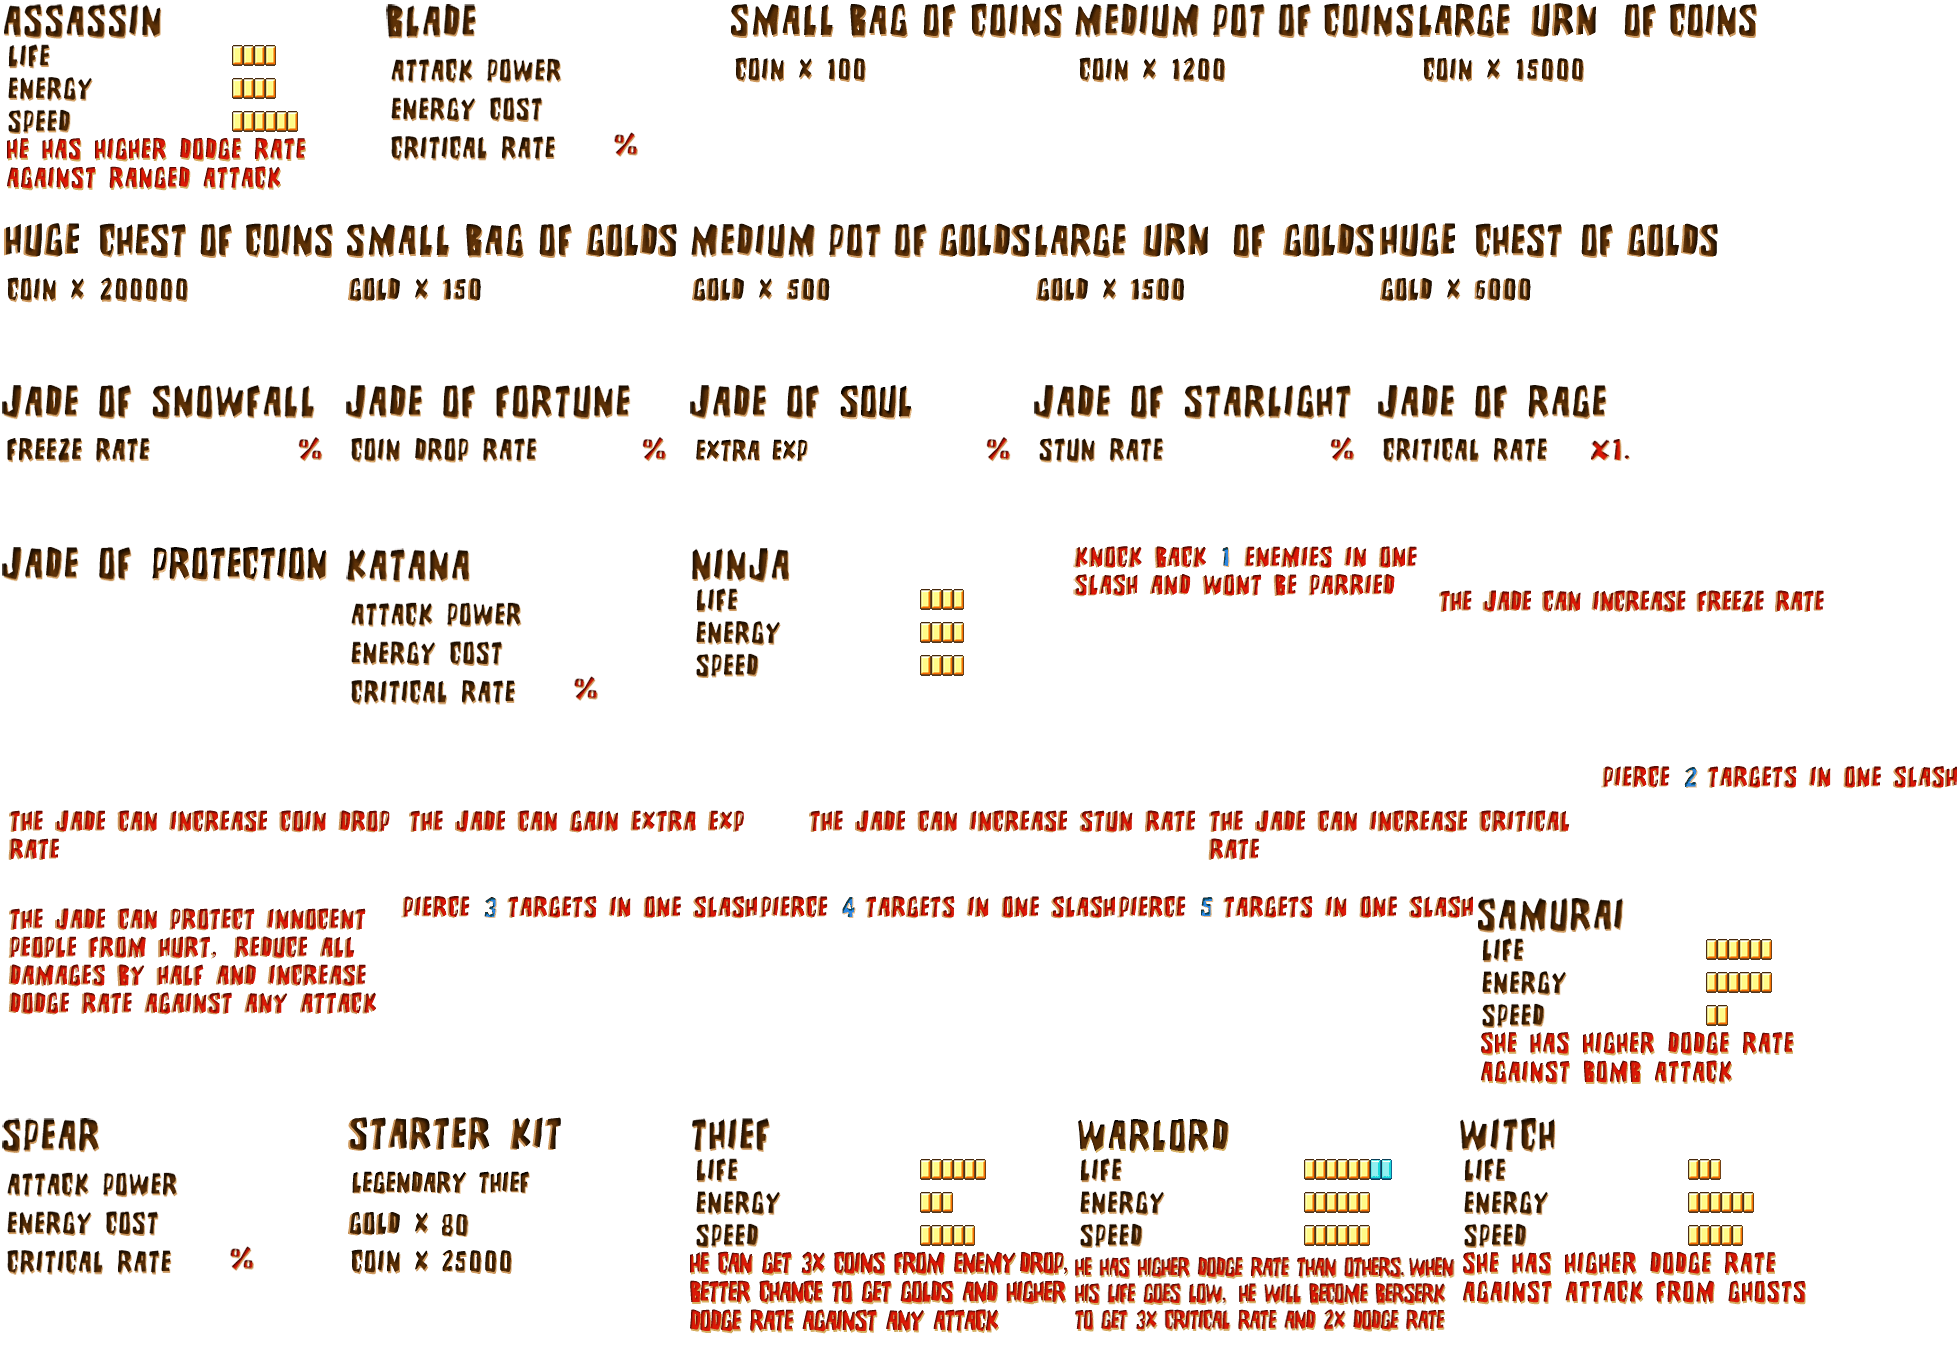 ASSASSIN
LIFE
ENERGY
SPEED
HE HAS HIGHER DODGE RATE
AGAINST RANGED ATTACK
BLADE
ATTACK POWER
ENERGY COST
CRITICAL RATE %
SMALL BAG OF COINS
COIN X 100
MEDIUM POT OF COINS
COIN X 1200
LARGE URN OF COINS
COIN X 15000
HUGE CHEST OF COINS
COIN X 200000
SMALL BAG OF GOLDS
GOLD X 150
MEDIUM POT OF GOLDS
GOLD X 500
LARGE URN OF GOLDS
GOLD X 1500
HUGE CHEST OF GOLDS
GOLD X 6000
JADE OF SNOWFALL
FREEZE RATE %
JADE OF FORTUNE
COIN DROP RATE %
JADE OF SOUL
EXTRA EXP %
JADE OF STARLIGHT
STUN RATE %
JADE OF RAGE
CRITICAL RATE X1.
JADE OF PROTECTION
KATANA
ATTACK POWER
ENERGY COST
CRITICAL RATE %
NINJA
LIFE
ENERGY
SPEED
KNOCK BACK 1 ENEMIES IN ONE
SLASH AND WONT BE PARRIED
THE JADE CAN INCREASE FREEZE RATE
PIERCE 2 TARGETS IN ONE SLASH
THE JADE CAN INCREASE COIN DROP
RATE
THE JADE CAN GAIN EXTRA EXP
THE JADE CAN INCREASE STUN RATE
THE JADE CAN INCREASE CRITICAL
RATE
THE JADE CAN PROTECT INNOCENT
PEOPLE FROM HURT, REDUCE ALL
DAMAGES BY HALF AND INCREASE
DODGE RATE AGAINST ANY ATTACK
PIERCE 3 TARGETS IN ONE SLASH
PIERCE 4 TARGETS IN ONE SLASH
PIERCE 5 TARGETS IN ONE SLASH
SAMURAI
LIFE
ENERGY
SPEED
SHE HAS HIGHER DODGE RATE
AGAINST BOMB ATTACK
SPEAR
ATTACK POWER
ENERGY COST
CRITICAL RATE %
STARTER KIT
LEGENDARY THIEF
GOLD X 80
COIN X 25000
THIEF
LIFE
ENERGY
SPEED
HE CAN GET 3X COINS FROM ENEMY DROP,
BETTER CHANCE TO GET GOLDS AND HIGHER
DODGE RATE AGAINST ANY ATTACK
WARLORD
LIFE
ENERGY
SPEED
HE HAS HIGHER DODGE RATE THAN OTHERS. WHEN
HIS LIFE GOES LOW, HE WILL BECOME BERSERK
TO GET 3X CRITICAL RATE AND 2X DODGE RATE
WITCH
LIFE
ENERGY
SPEED
SHE HAS HIGHER DODGE RATE
AGAINST ATTACK FROM GHOSTS